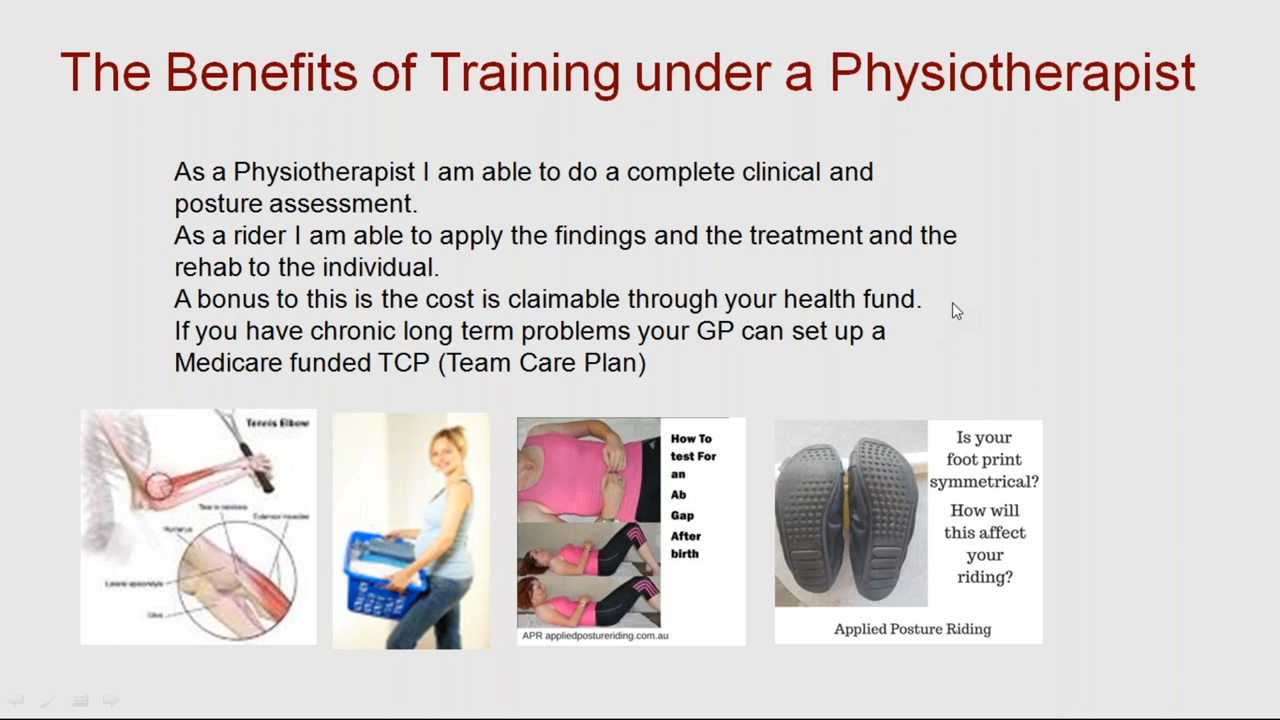 The Benefits of Training under a Physiotherapist
As a Physiotherapist I am able to do a complete clinical and
posture assessment.
As a rider I am able to apply the findings and the treatment and the
rehab to the individual.
A bonus to this is the cost is claimable through your health fund.
If you have chronic long term problems your GP can set up a
Medicare funded TCP (Team Care Plan)
Tennis Elbow
Extensor muscles
Humerus
How To
test For
an
Ab
Gap
After
birth
APR appliedpostureriding.com.au
Is your
foot print
symmetrical?
How will
this affect
your
riding?
Applied Posture Riding